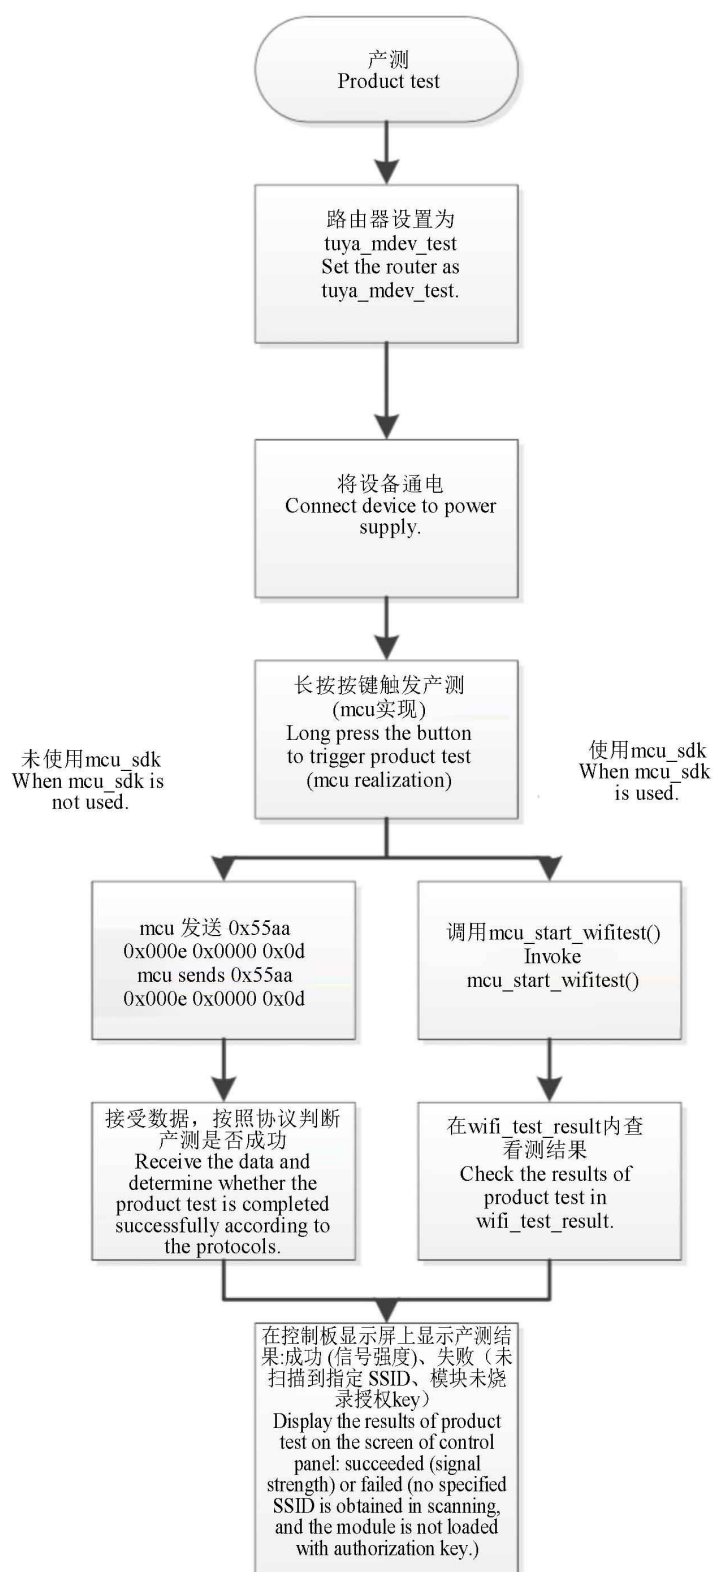 产测
Product test
路由器设置为
tuya_mdev_test
Set the router as
tuya_mdev_test.
将设备通电
Connect device to power
supply.
长按按键触发产测
(mcu实现)
Long press the button
to trigger product test
(mcu realization)
未使用mcu_sdk
When mcu_sdk is
not used.
使用mcu_sdk
When mcu_sdk
is used.
mcu 发送 0x55aa
0x000e 0x0000 0x0d
mcu sends 0x55aa
0x000e 0x0000 0x0d
调用mcu_start_wifitest()
Invoke
mcu_start_wifitest()
接受数据，按照协议判断
产测是否成功
Receive the data and
determine whether the
product test is completed
successfully according to
the protocols.
在wifi_test_result内查
看测结果
Check the results of
product test in
wifi_test_result.
在控制板显示屏上显示产测结
果:成功 (信号强度)、失败（未
扫描到指定 SSID、模块未烧
录授权key）
Display the results of product
test on the screen of control
panel: succeeded (signal
strength) or failed (no specified
SSID is obtained in scanning,
and the module is not loaded
with authorization key.)